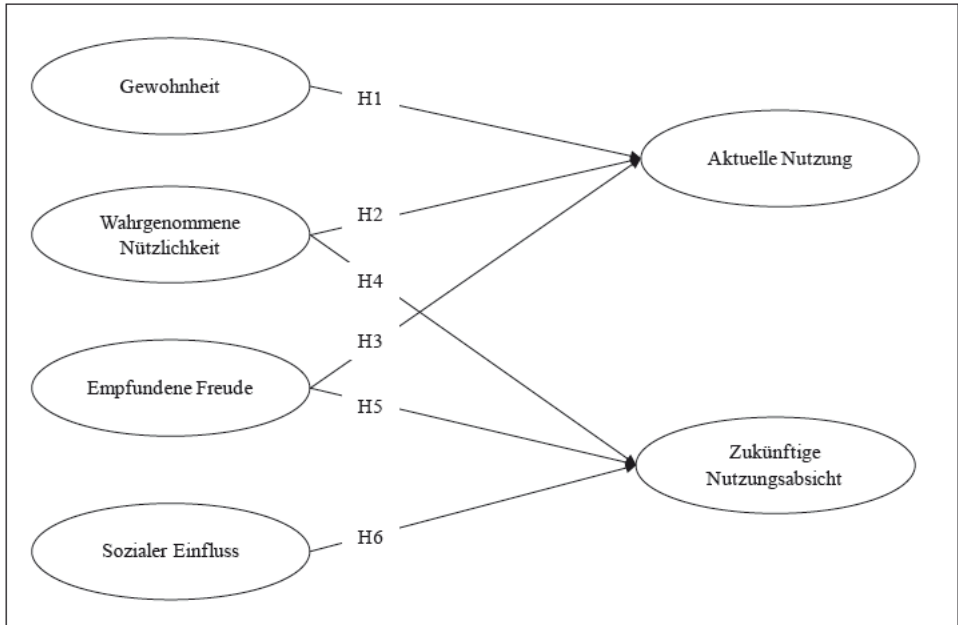 Gewohnheit
H1
Aktuelle Nutzung
Wahrgenommene
Nützlichkeit
H2
H4
H3
Empfundene Freude
H5
Zukünftige
Nutzungsabsicht
H6
Sozialer Einfluss